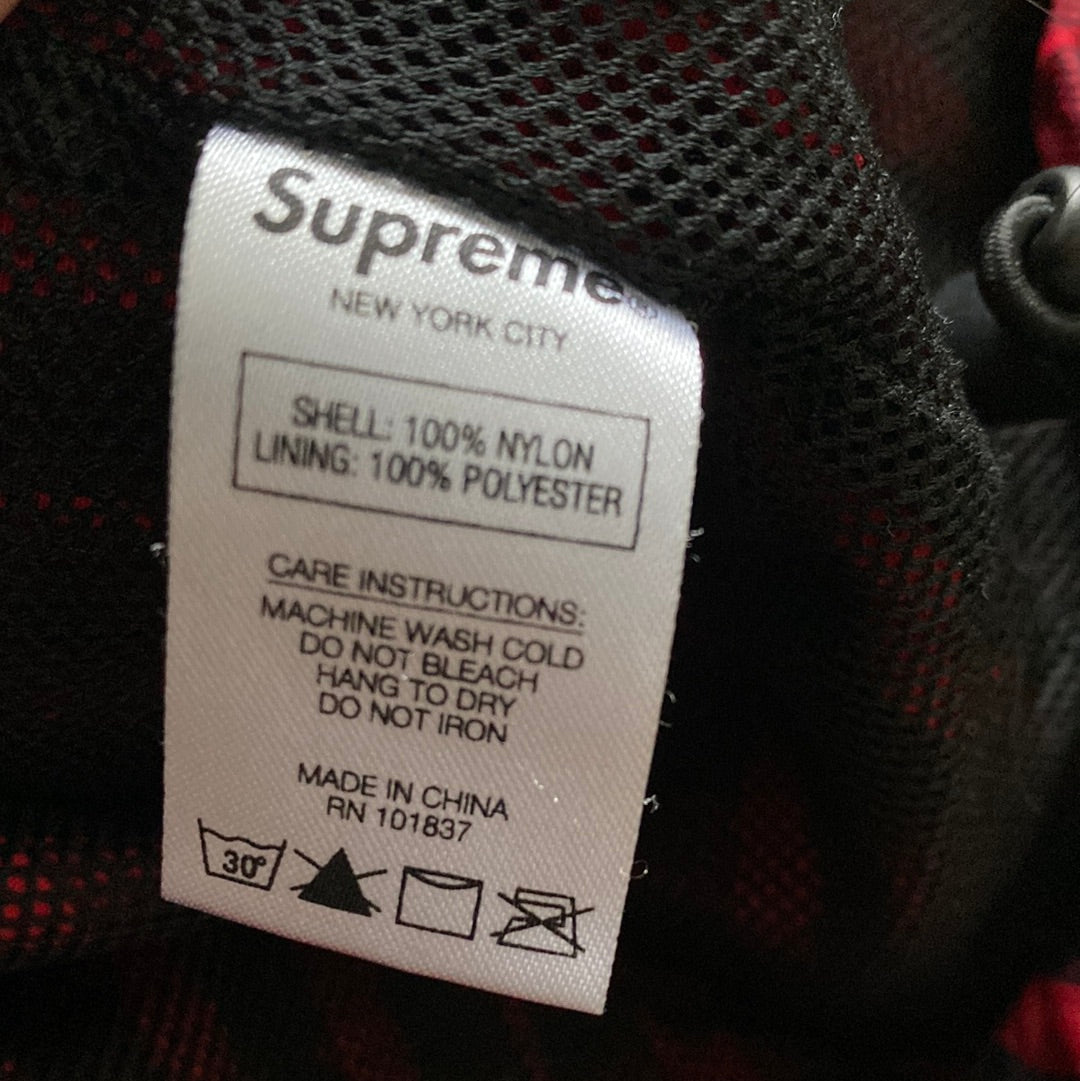 Supreme®
NEW YORK CITY
SHELL: 100% NYLON
LINING: 100% POLYESTER
CARE INSTRUCTIONS:
MACHINE WASH COLD
DO NOT BLEACH
HANG TO DRY
DO NOT IRON
MADE IN CHINA
RN 101837
30°